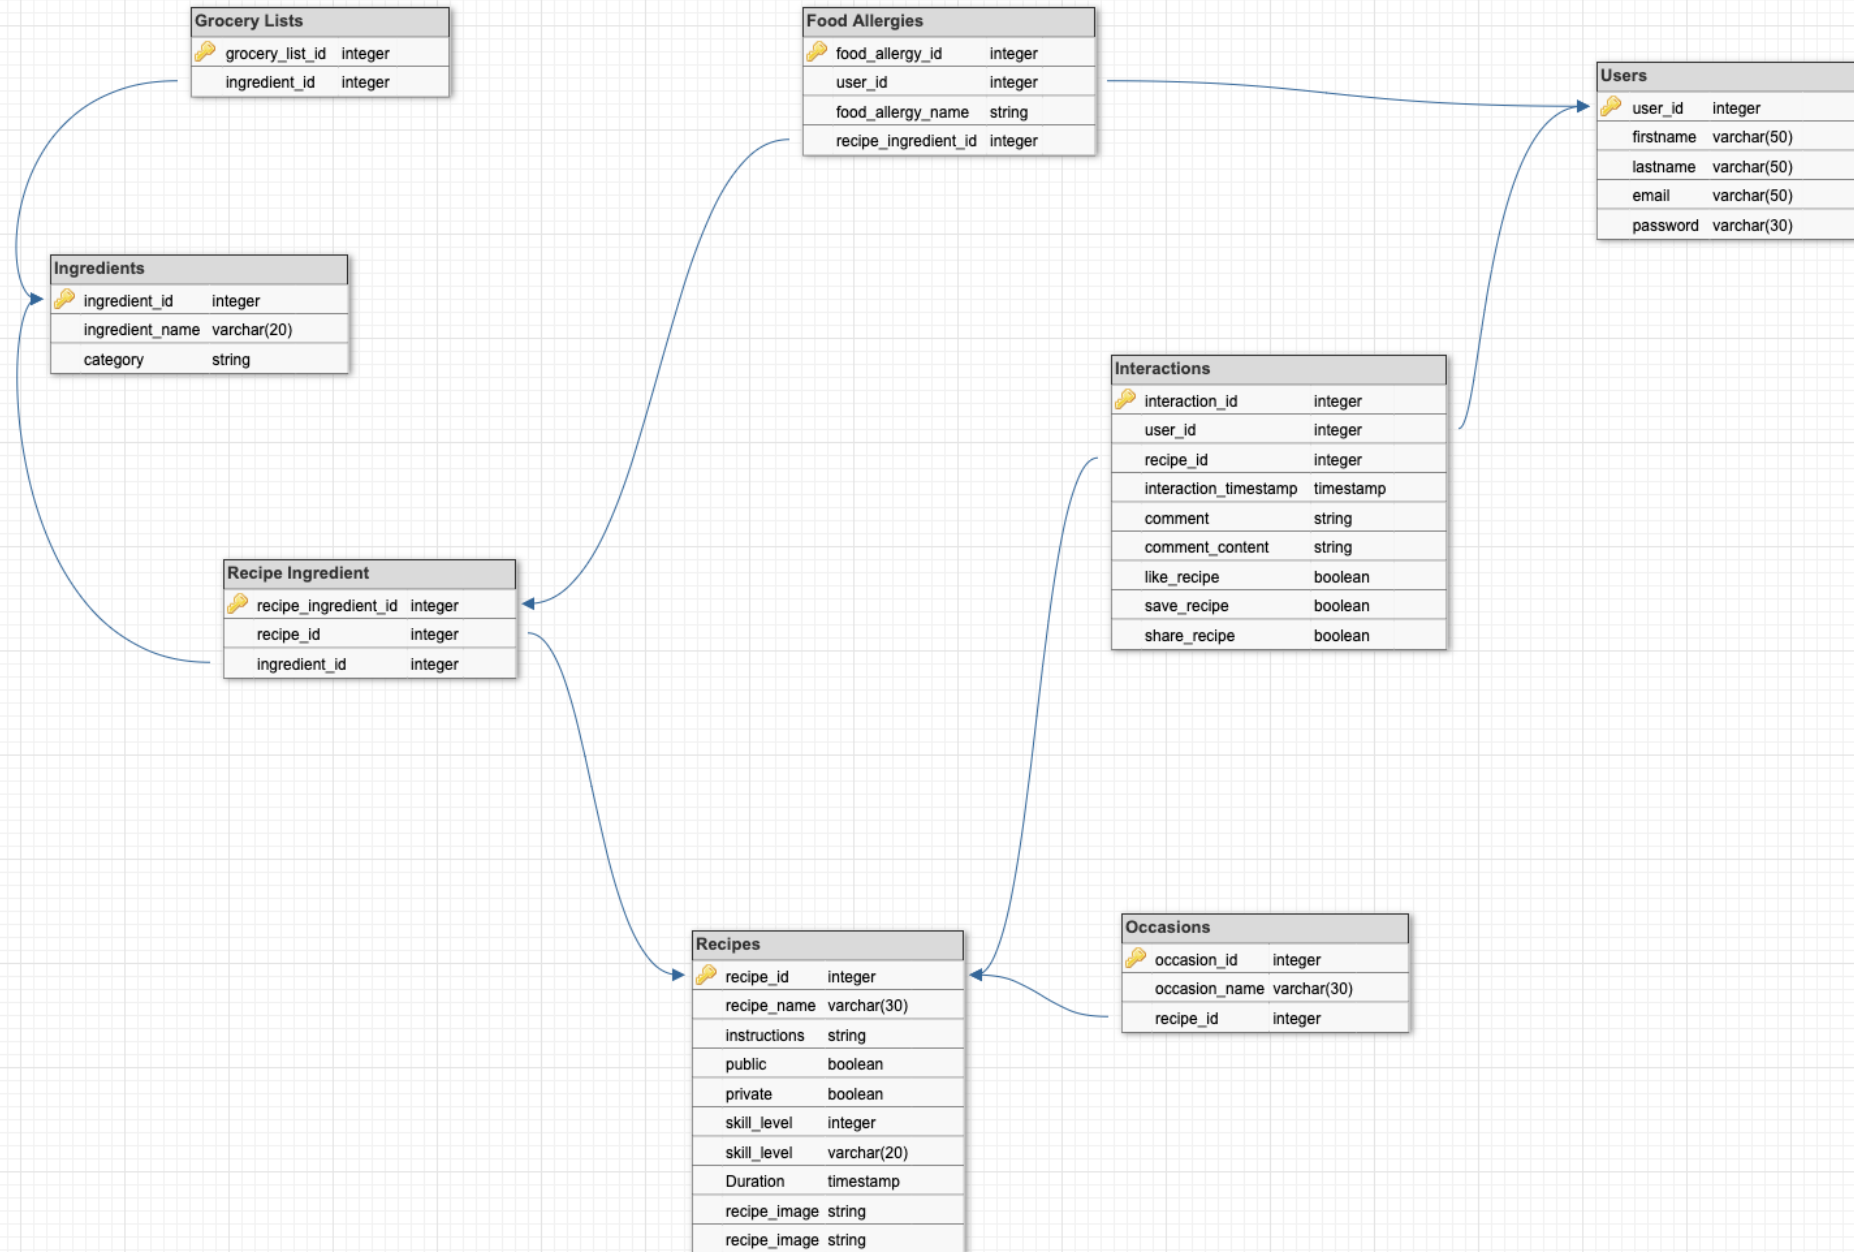 Grocery Lists
grocery_list_id integer
ingredient_id integer
Food Allergies
food_allergy_id integer
user_id integer
food_allergy_name string
recipe_ingredient_id integer
Users
user_id integer
firstname varchar(50)
lastname varchar(50)
email varchar(50)
password varchar(30)
Ingredients
ingredient_id integer
ingredient_name varchar(20)
category string
Interactions
interaction_id integer
user_id integer
recipe_id integer
interaction_timestamp timestamp
comment string
comment_content string
like_recipe boolean
save_recipe boolean
share_recipe boolean
Recipe Ingredient
recipe_ingredient_id integer
recipe_id integer
ingredient_id integer
Recipes
recipe_id integer
recipe_name varchar(30)
instructions string
public boolean
private boolean
skill_level integer
skill_level varchar(20)
Duration timestamp
recipe_image string
recipe_image string
Occasions
occasion_id integer
occasion_name varchar(30)
recipe_id integer